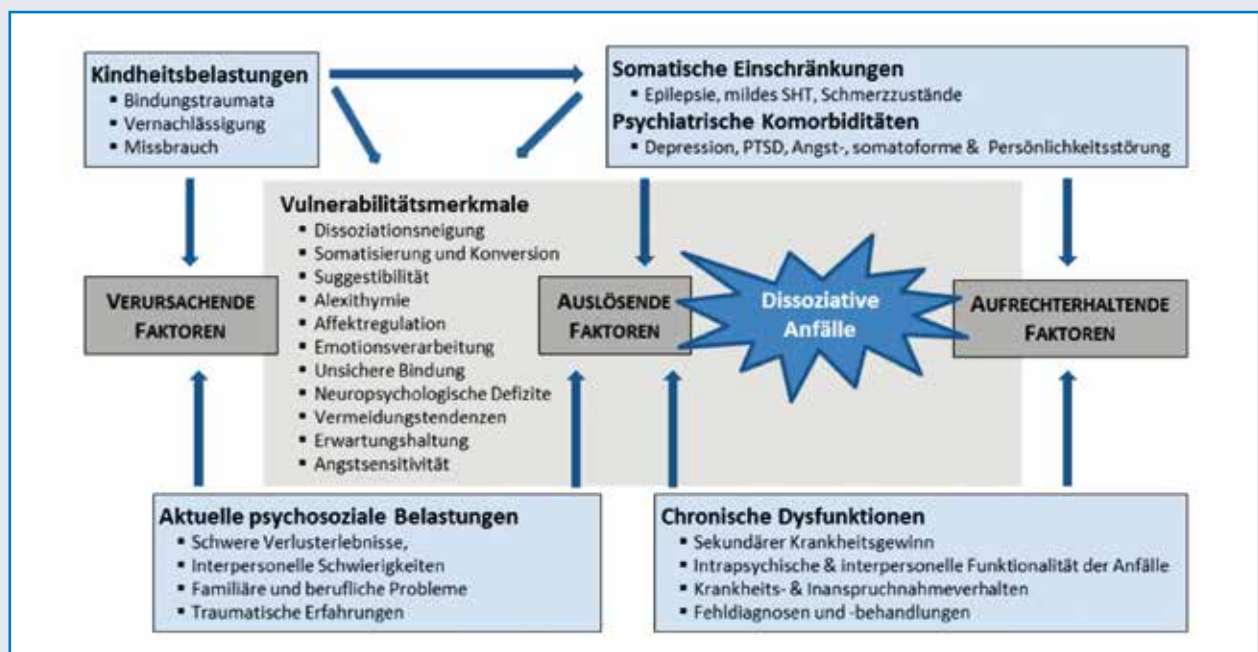 Kindheitsbelastungen
▪ Bindungstraumata
▪ Vernachlässigung
▪ Missbrauch
Somatische Einschränkungen
▪ Epilepsie, mildes SHT, Schmerzzustände
Psychiatrische Komorbiditäten
▪ Depression, PTSD, Angst-, somatoforme & Persönlichkeitsstörung
Vulnerabilitätsmerkmale
▪ Dissoziationsneigung
▪ Somatisierung und Konversion
▪ Suggestibilität
▪ Alexithymie
▪ Affektregulation
▪ Emotionsverarbeitung
▪ Unsichere Bindung
▪ Neuropsychologische Defizite
▪ Vermeidungstendenzen
▪ Erwartungshaltung
▪ Angstsensitivität
VERURSACHENDE
FAKTOREN
AUSLÖSENDE
FAKTOREN
Dissoziative
Anfälle
AUFRECHTERHALTENDE
FAKTOREN
Aktuelle psychosoziale Belastungen
▪ Schwere Verlusterlebnisse,
▪ Interpersonelle Schwierigkeiten
▪ Familiäre und berufliche Probleme
▪ Traumatische Erfahrungen
Chronische Dysfunktionen
▪ Sekundärer Krankheitsgewinn
▪ Intrapsychische & interpersonelle Funktionalität der Anfälle
▪ Krankheits- & Inanspruchnahmeverhalten
▪ Fehldiagnosen und -behandlungen